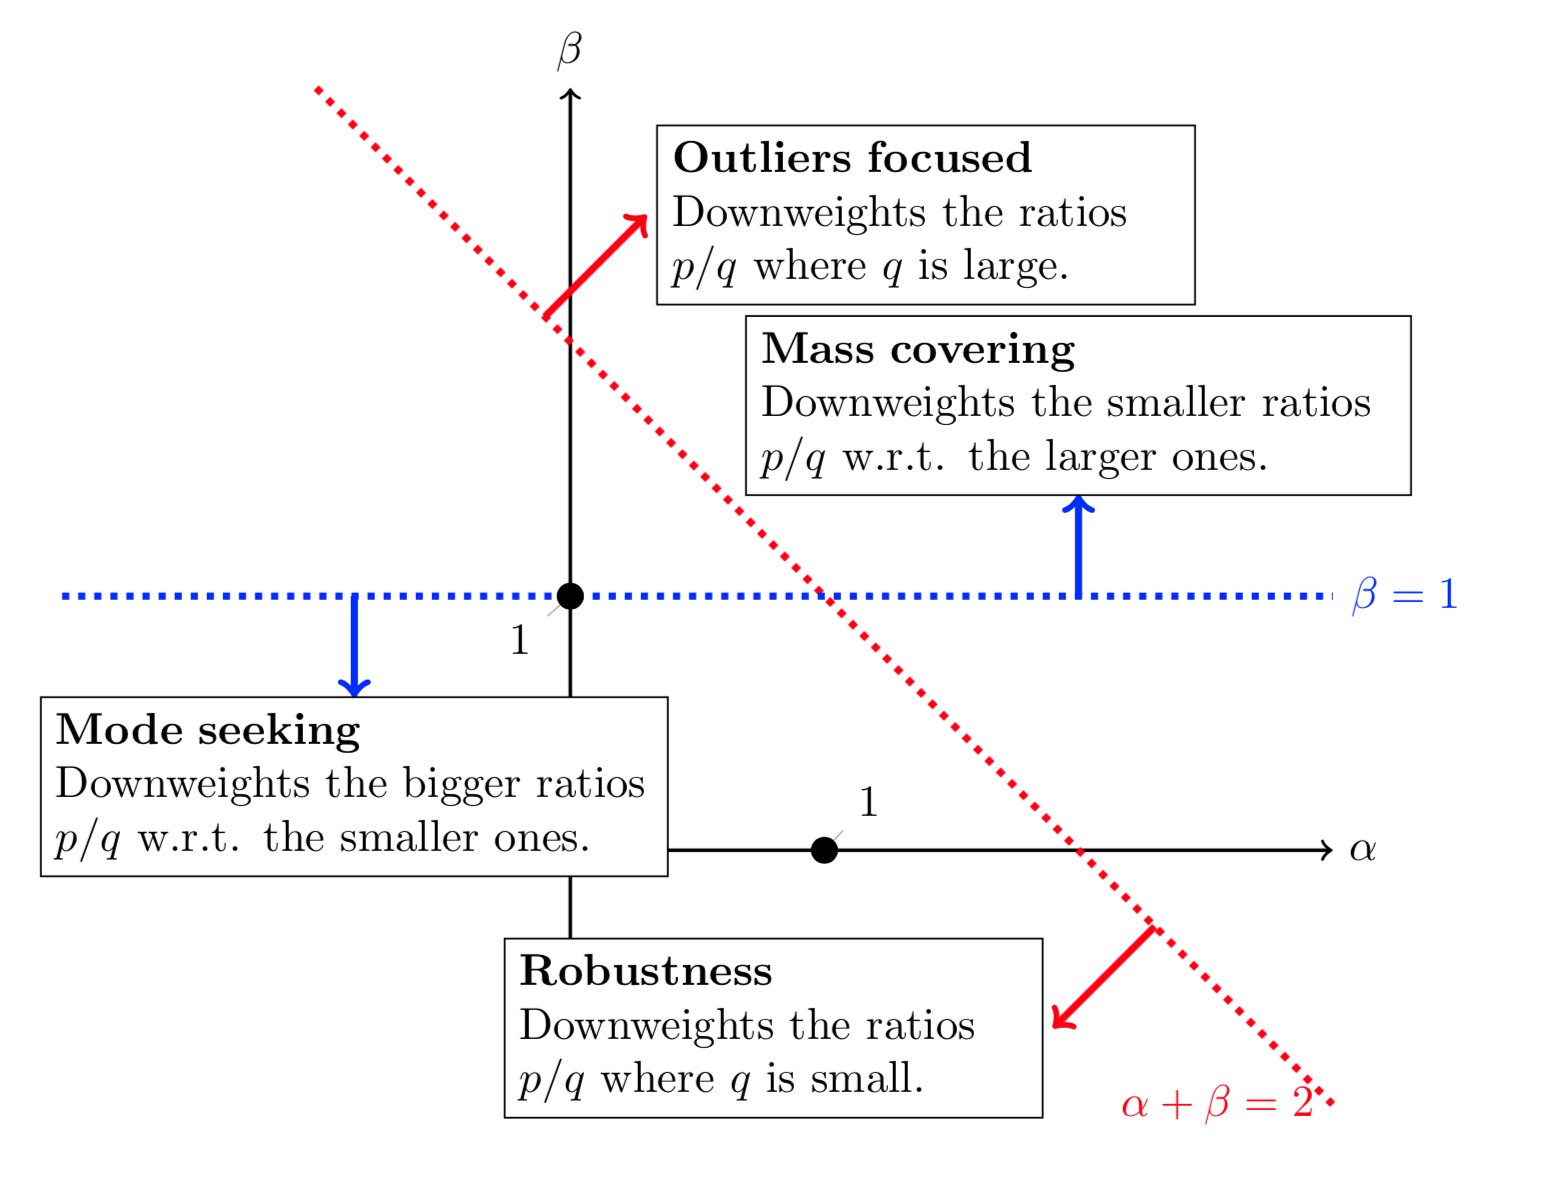 β
Outliers focused
Downweights the ratios
p/q where q is large.
Mass covering
Downweights the smaller ratios
p/q w.r.t. the larger ones.
β = 1
1
Mode seeking
Downweights the bigger ratios
p/q w.r.t. the smaller ones.
1
α
Robustness
Downweights the ratios
p/q where q is small.
α + β = 2